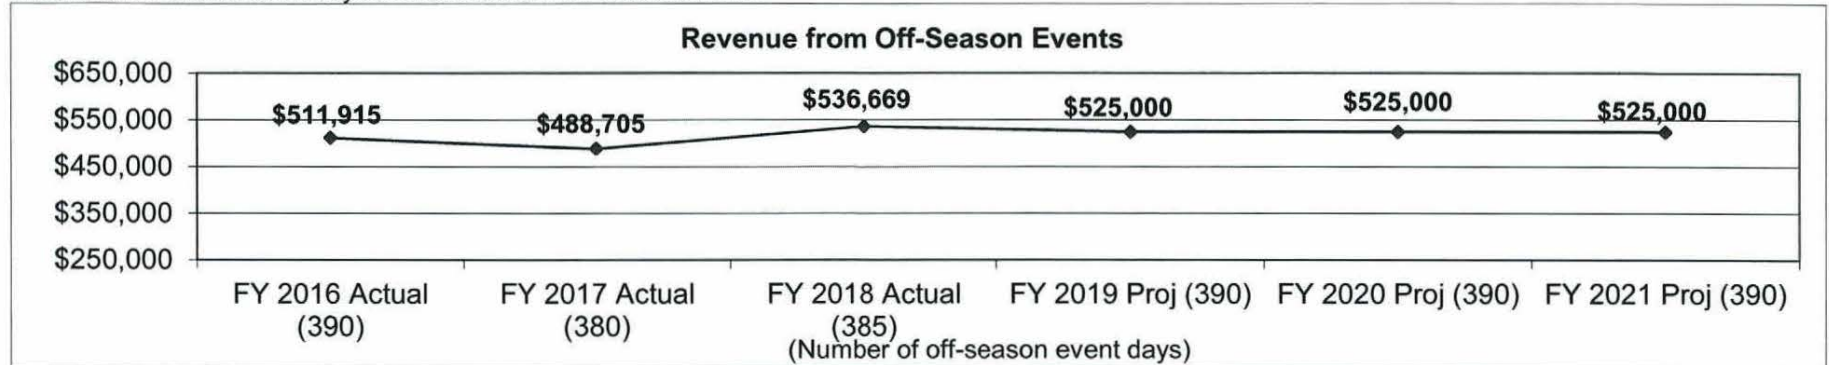 Revenue from Off-Season Events
$650,000
$550,000
$450,000
$350,000
$250,000
$511,915
$488,705
$536,669
$525,000
$525,000
$525,000
FY 2016 Actual
(390)
FY 2017 Actual
(380)
FY 2018 Actual
(385)
FY 2019 Proj (390)
FY 2020 Proj (390)
FY 2021 Proj (390)
(Number of off-season event days)